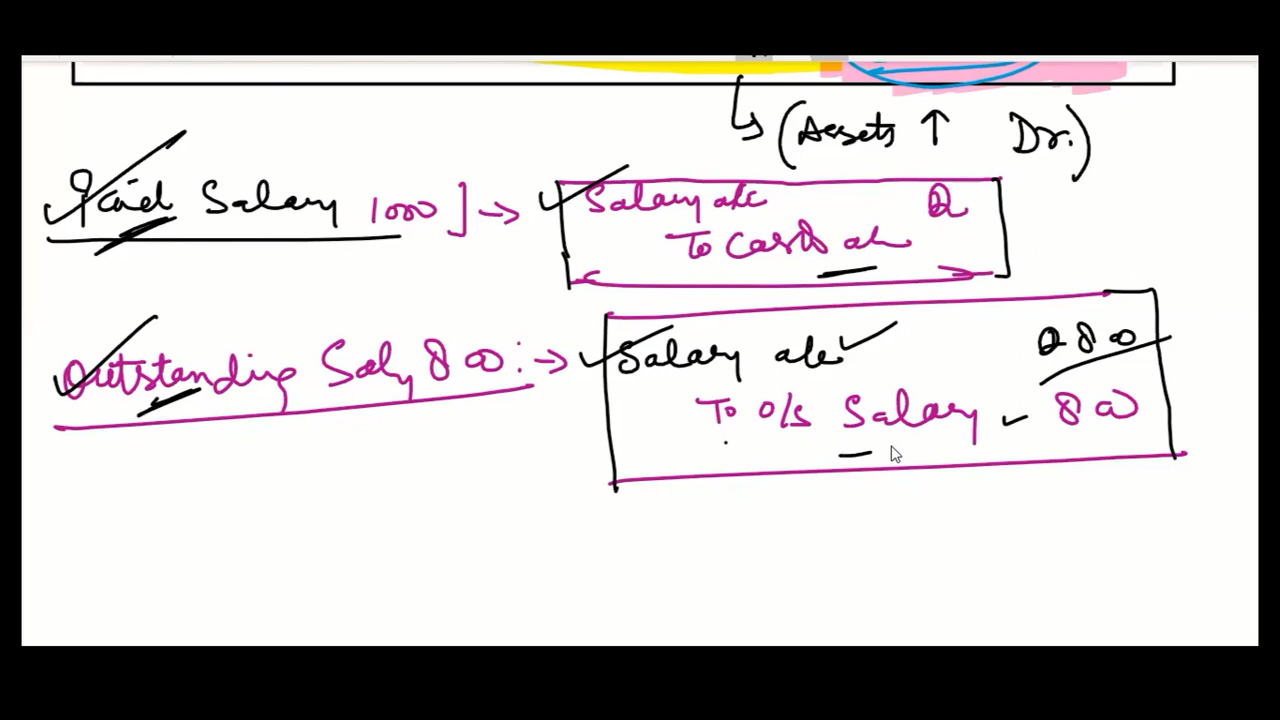 (Assets ↑ Dr.)
Paid Salary 1000] → Salary a/c Dr
To Cash a/c
Outstanding Saly 800 : → Salary a/c Dr 800
To O/S Salary 800